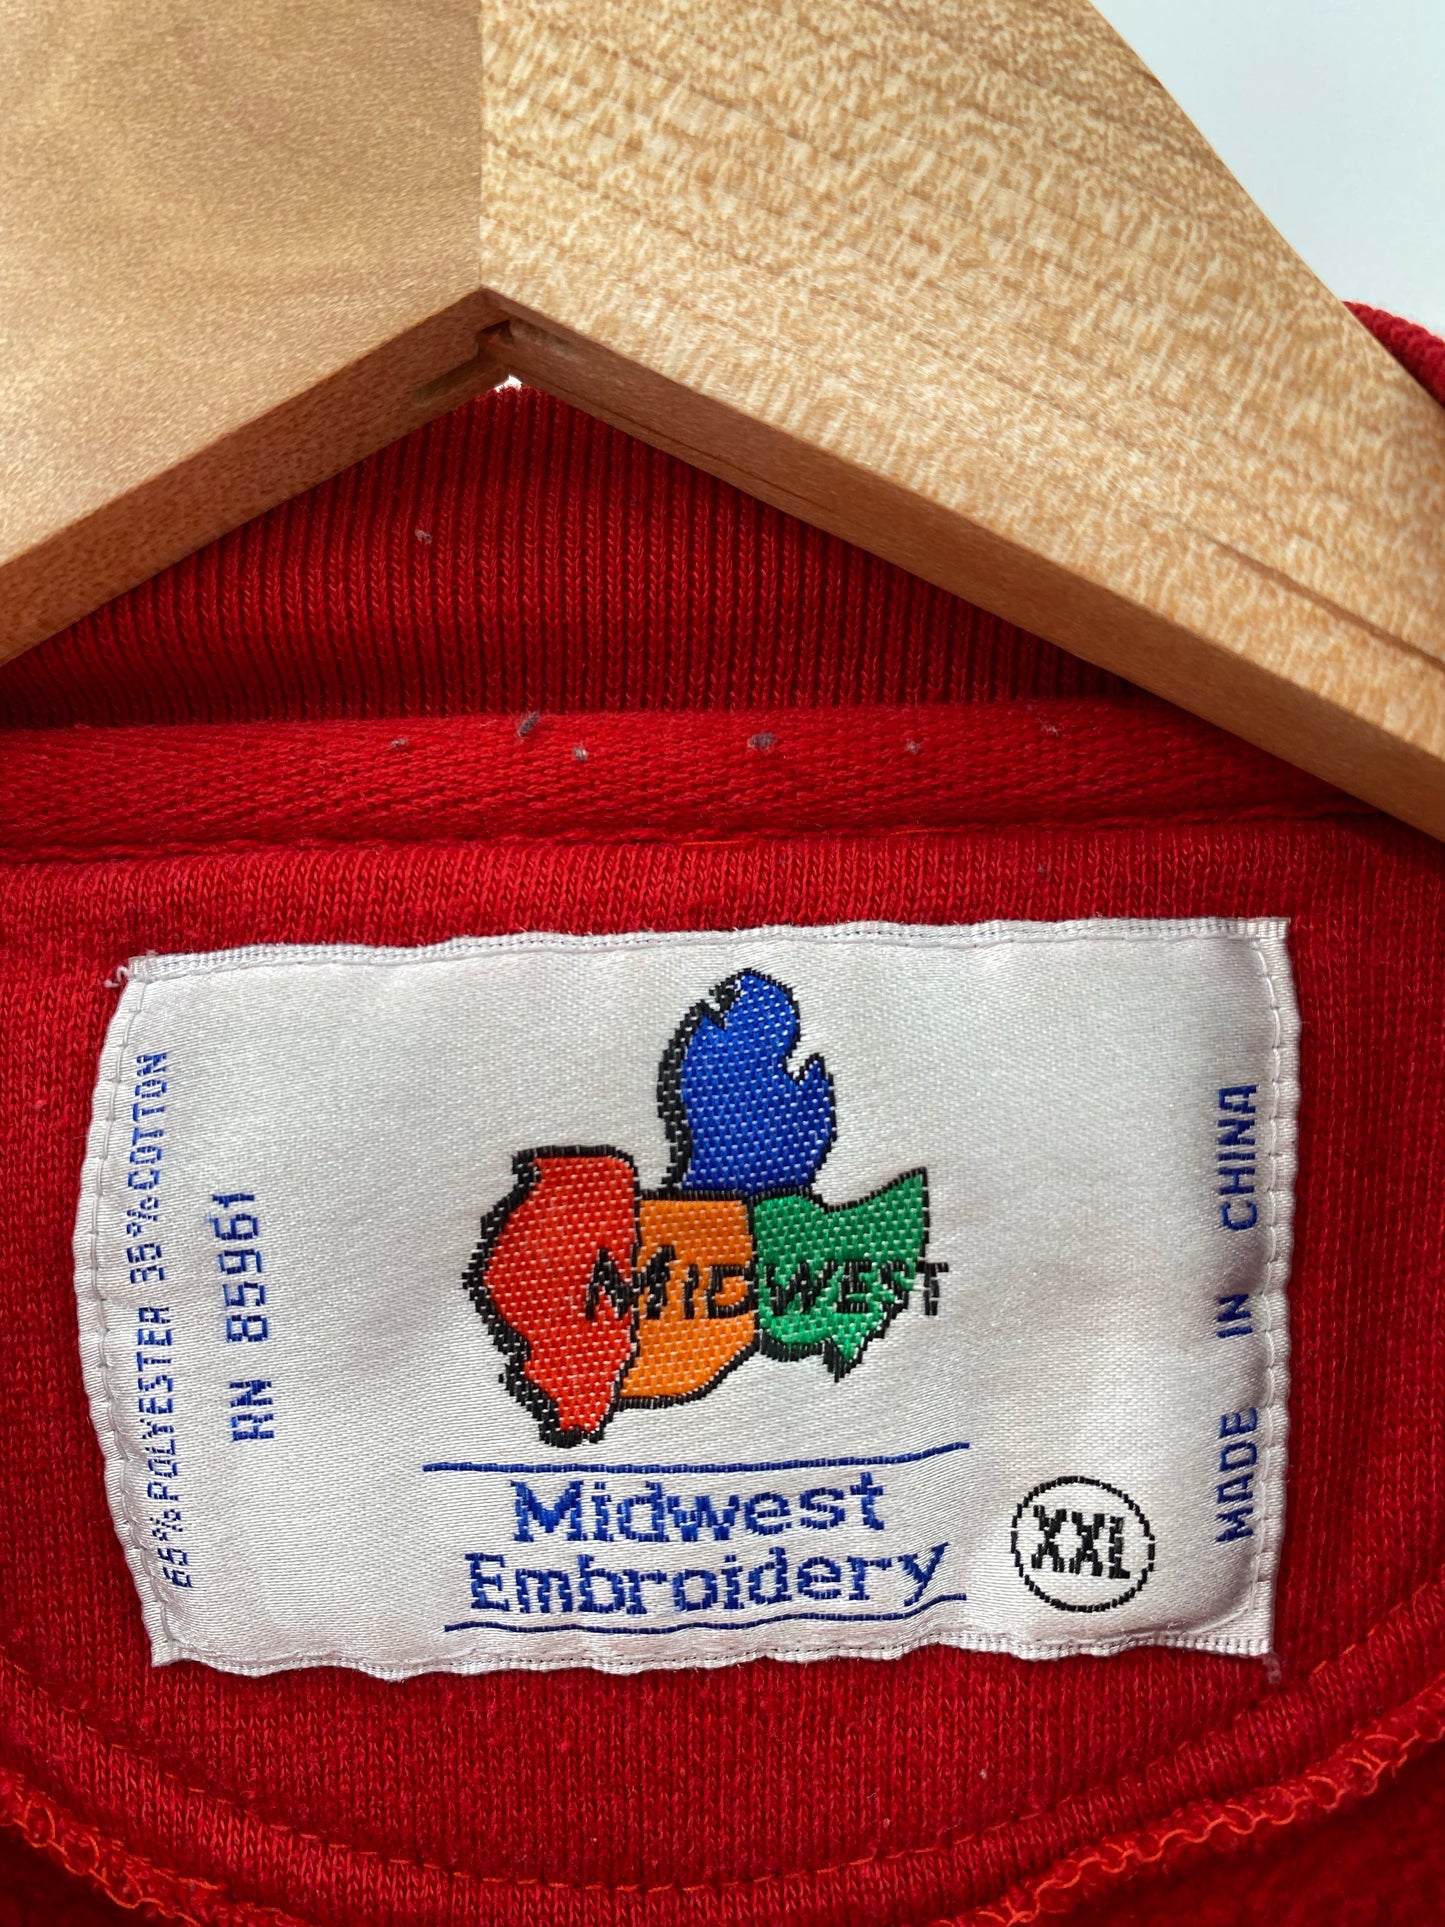 65% POLYESTER 35% COTTON
RN 85961
MIDWEST
Midwest
Embroidery
XXL
MADE IN CHINA